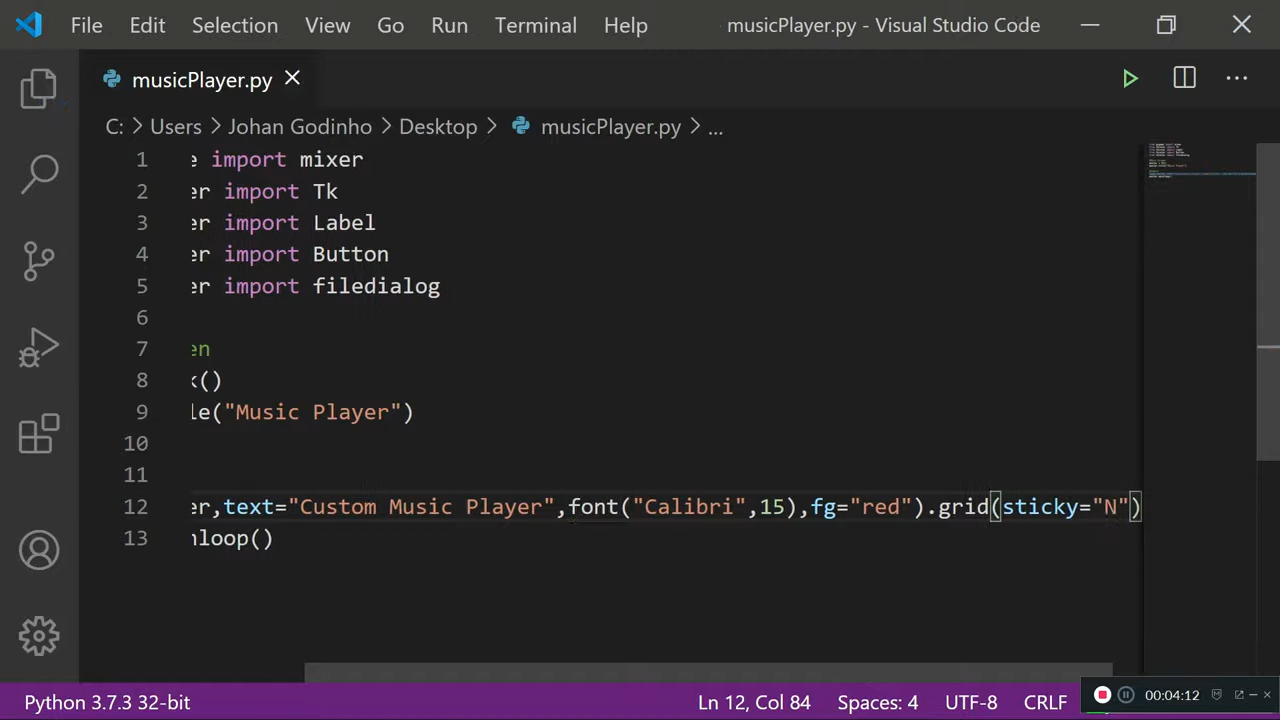 File Edit Selection View Go Run Terminal Help musicPlayer.py - Visual Studio Code
musicPlayer.py
C: > Users > Johan Godinho > Desktop > musicPlayer.py > ...
1 e import mixer
2 er import Tk
3 er import Label
4 er import Button
5 er import filedialog
6
7 en
8 k()
9 le("Music Player")
10
11
12 er,text="Custom Music Player",font("Calibri",15),fg="red").grid(sticky="N")
13 nloop()
Python 3.7.3 32-bit Ln 12, Col 84 Spaces: 4 UTF-8 CRLF 00:04:12